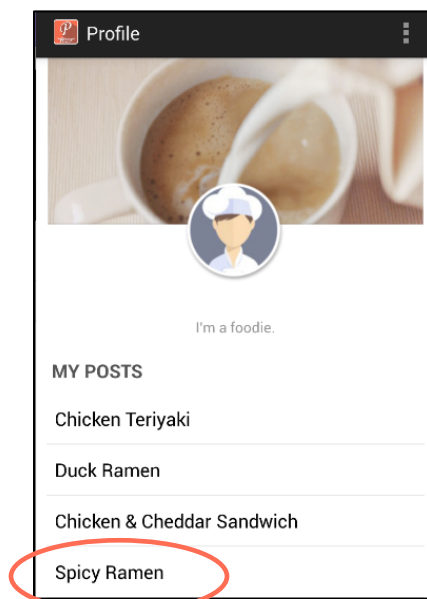 Profile
I'm a foodie.
MY POSTS
Chicken Teriyaki
Duck Ramen
Chicken & Cheddar Sandwich
Spicy Ramen